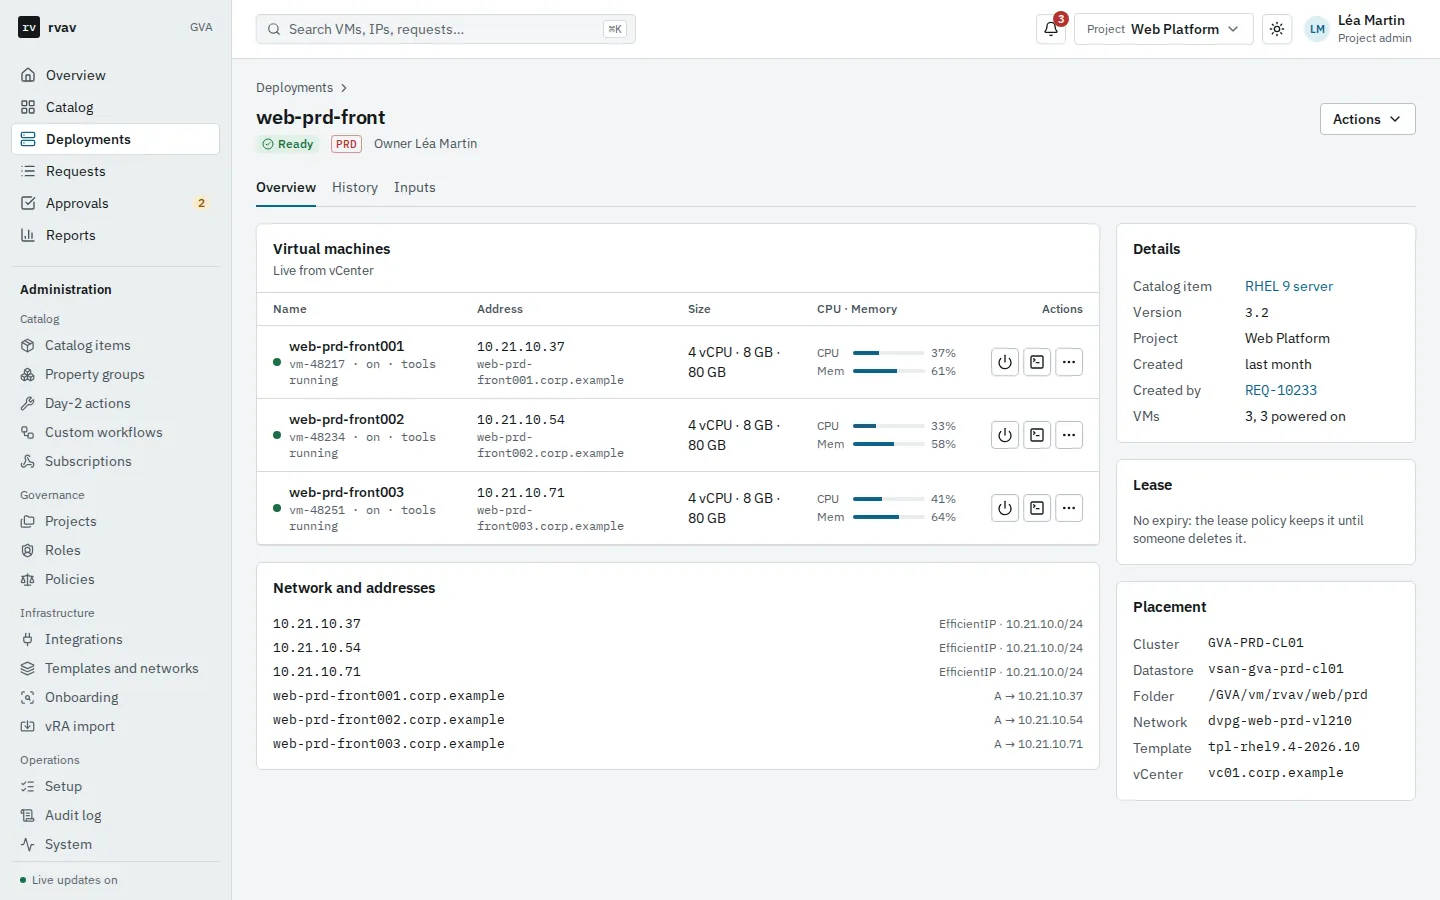 rv rvav GVA
Search VMs, IPs, requests... ⌘K
3
Project Web Platform
LM
Léa Martin
Project admin
Overview
Catalog
Deployments
Requests
Approvals 2
Reports
Administration
Catalog
Catalog items
Property groups
Day-2 actions
Custom workflows
Subscriptions
Governance
Projects
Roles
Policies
Infrastructure
Integrations
Templates and networks
Onboarding
vRA import
Operations
Setup
Audit log
System
Live updates on
Deployments
web-prd-front
Ready PRD Owner Léa Martin
Actions
Overview History Inputs
Virtual machines
Live from vCenter
Name Address Size CPU · Memory Actions
web-prd-front001
vm-48217 · on · tools
running
10.21.10.37
web-prd-
front001.corp.example
4 vCPU · 8 GB ·
80 GB
CPU 37%
Mem 61%
web-prd-front002
vm-48234 · on · tools
running
10.21.10.54
web-prd-
front002.corp.example
4 vCPU · 8 GB ·
80 GB
CPU 33%
Mem 58%
web-prd-front003
vm-48251 · on · tools
running
10.21.10.71
web-prd-
front003.corp.example
4 vCPU · 8 GB ·
80 GB
CPU 41%
Mem 64%
Network and addresses
10.21.10.37 EfficientIP · 10.21.10.0/24
10.21.10.54 EfficientIP · 10.21.10.0/24
10.21.10.71 EfficientIP · 10.21.10.0/24
web-prd-front001.corp.example A → 10.21.10.37
web-prd-front002.corp.example A → 10.21.10.54
web-prd-front003.corp.example A → 10.21.10.71
Details
Catalog item RHEL 9 server
Version 3.2
Project Web Platform
Created last month
Created by REQ-10233
VMs 3, 3 powered on
Lease
No expiry: the lease policy keeps it until
someone deletes it.
Placement
Cluster GVA-PRD-CL01
Datastore vsan-gva-prd-cl01
Folder /GVA/vm/rvav/web/prd
Network dvpg-web-prd-vl210
Template tpl-rhel9.4-2026.10
vCenter vc01.corp.example